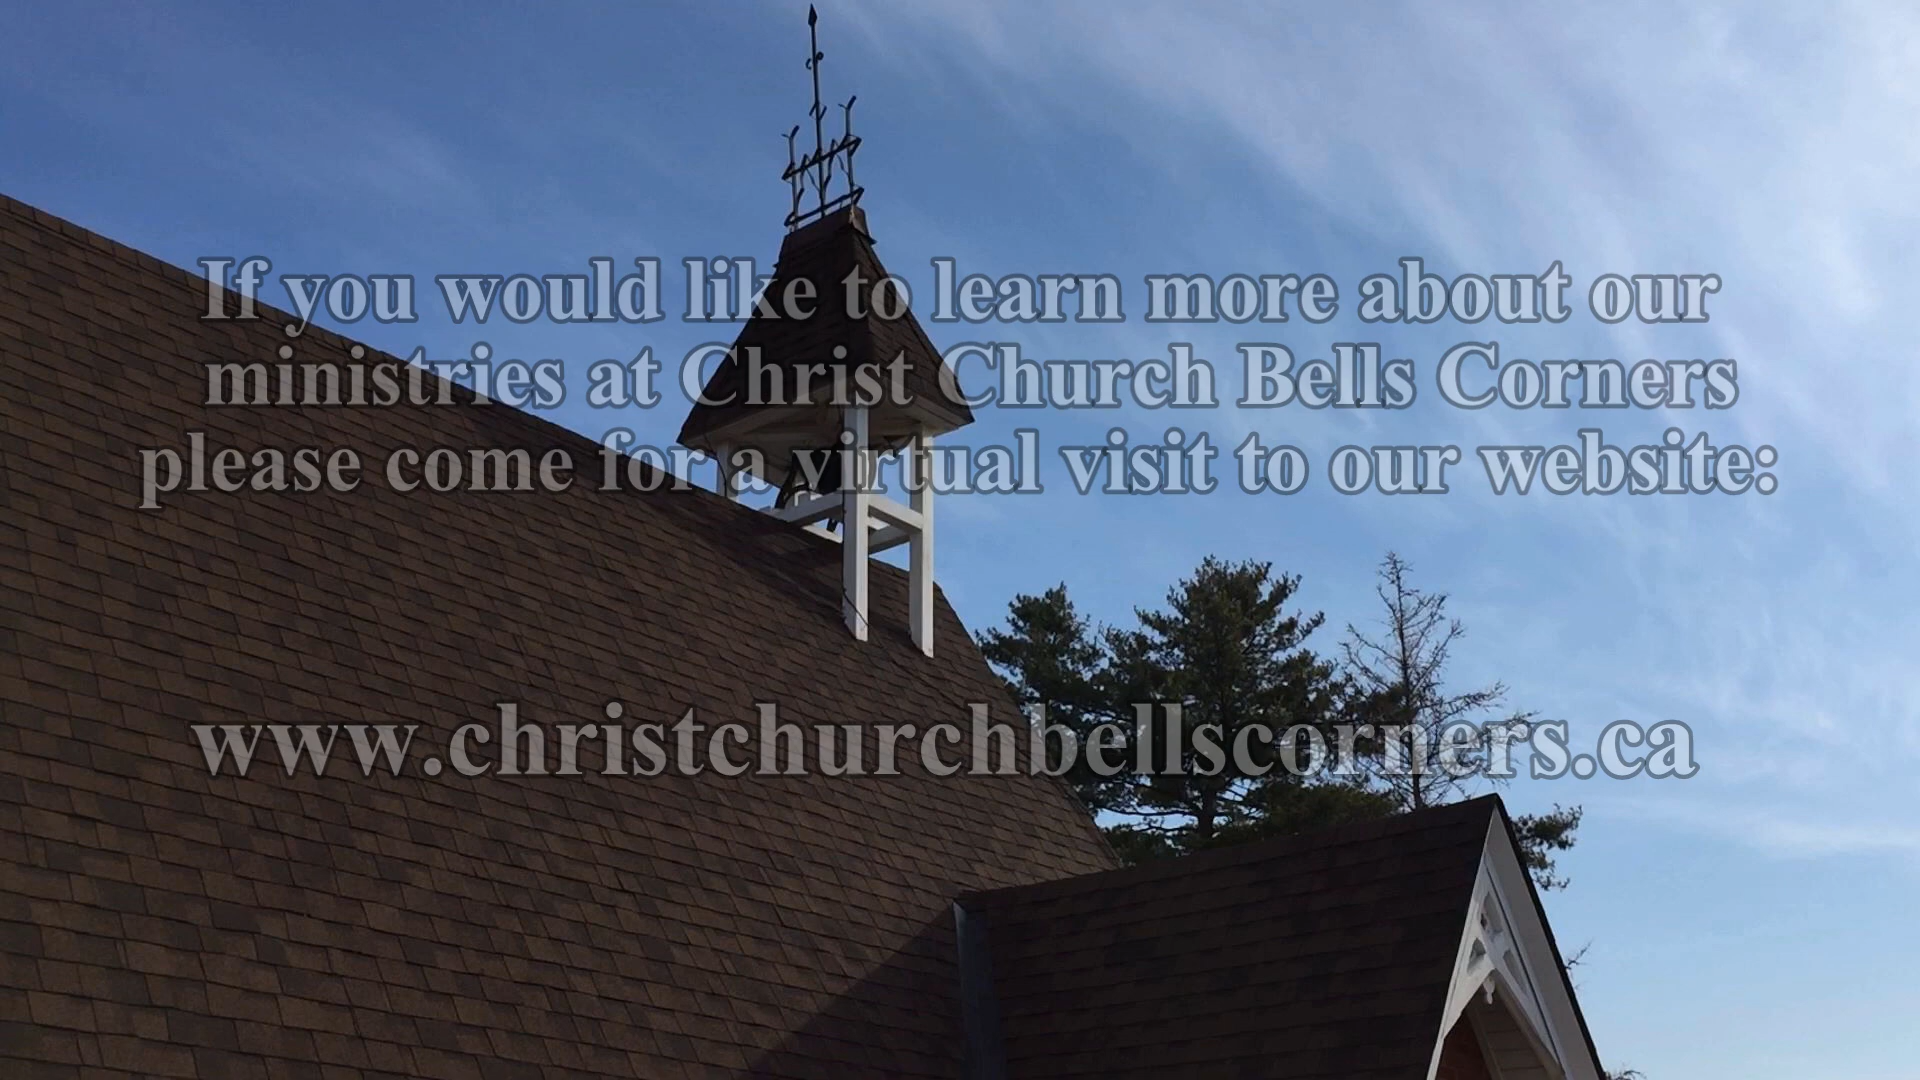 If you would like to learn more about our
ministries at Christ Church Bells Corners
please come for a virtual visit to our website:
www.christchurchbellscorners.ca